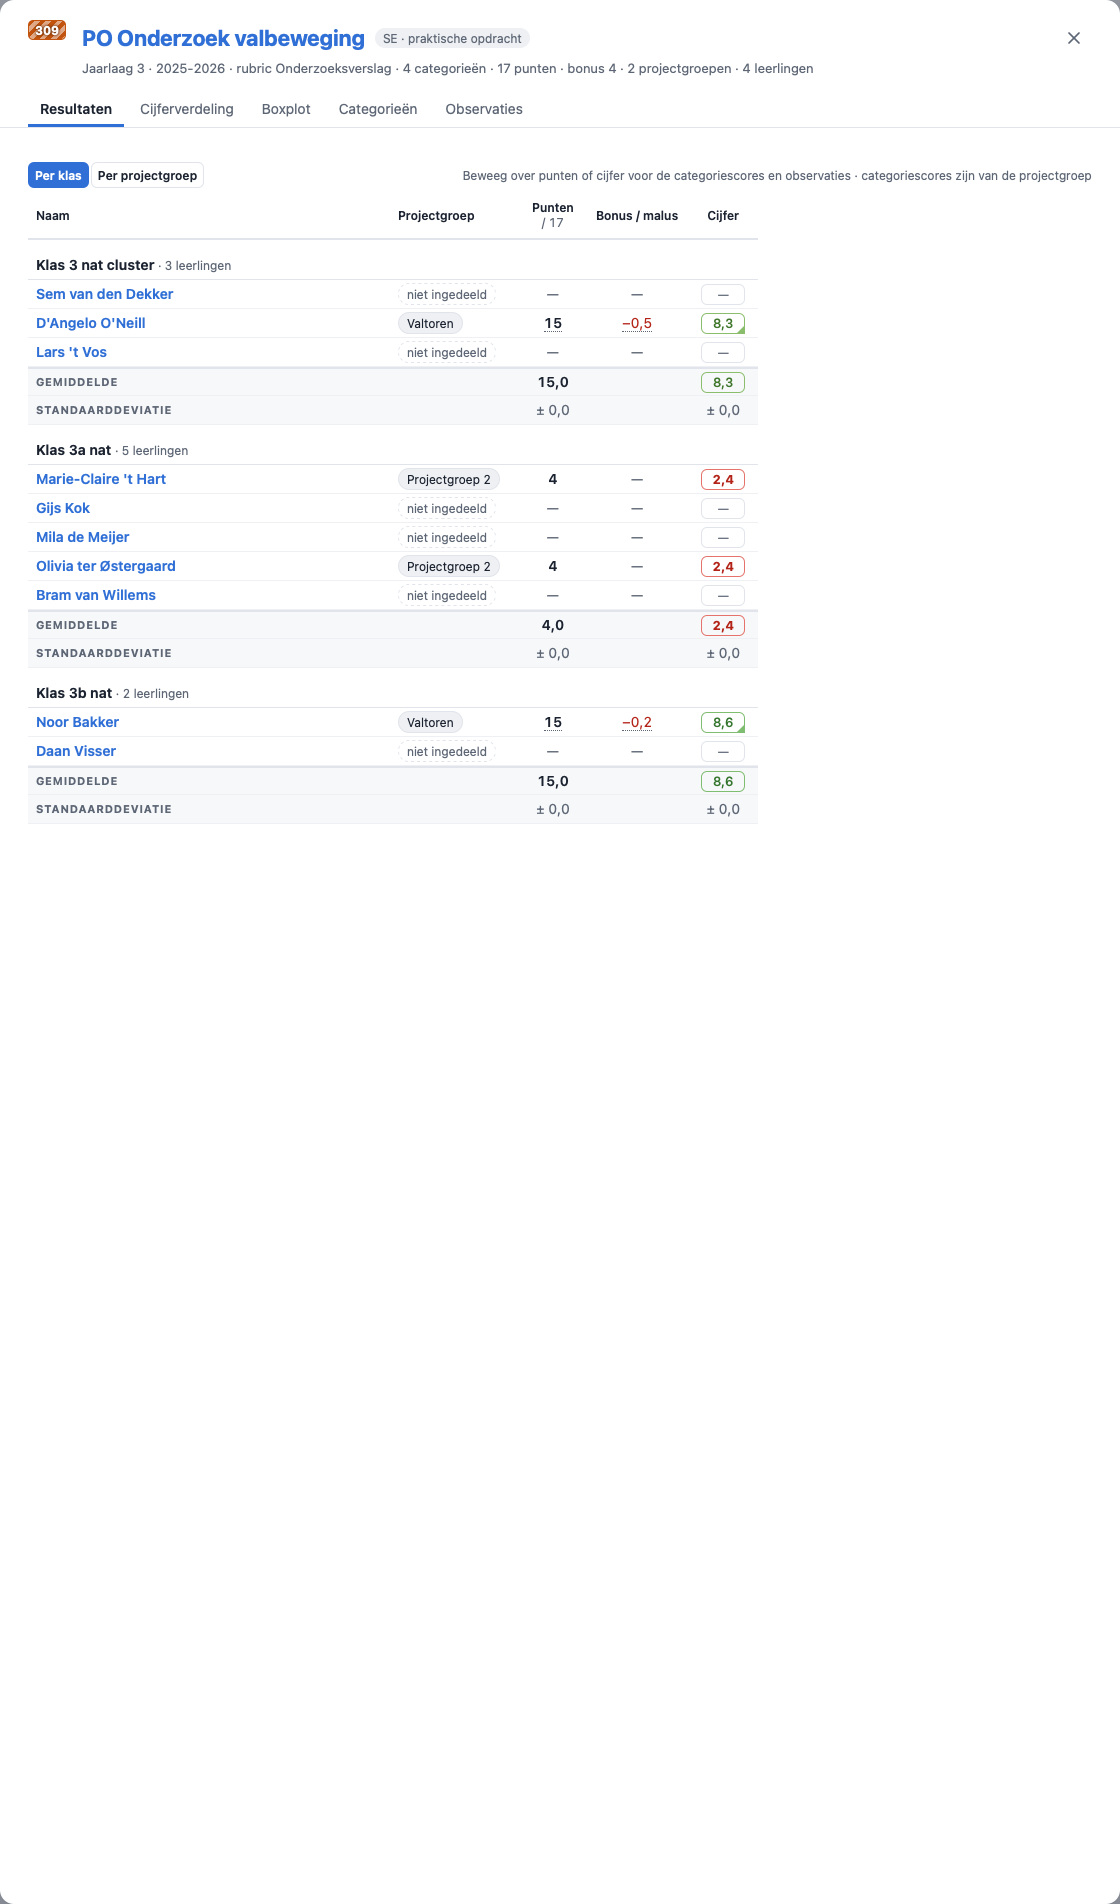 309
PO Onderzoek valbeweging SE · praktische opdracht
Jaarlaag 3 · 2025-2026 · rubric Onderzoeksverslag · 4 categorieën · 17 punten · bonus 4 · 2 projectgroepen · 4 leerlingen
Resultaten Cijferverdeling Boxplot Categorieën Observaties
Per klas Per projectgroep Beweeg over punten of cijfer voor de categoriescores en observaties · categoriescores zijn van de projectgroep
Naam Projectgroep Punten / 17 Bonus / malus Cijfer
Klas 3 nat cluster · 3 leerlingen
Sem van den Dekker niet ingedeeld — — —
D'Angelo O'Neill Valtoren 15 −0,5 8,3
Lars 't Vos niet ingedeeld — — —
GEMIDDELDE 15,0 8,3
STANDAARDDEVIATIE ± 0,0 ± 0,0
Klas 3a nat · 5 leerlingen
Marie-Claire 't Hart Projectgroep 2 4 — 2,4
Gijs Kok niet ingedeeld — — —
Mila de Meijer niet ingedeeld — — —
Olivia ter Østergaard Projectgroep 2 4 — 2,4
Bram van Willems niet ingedeeld — — —
GEMIDDELDE 4,0 2,4
STANDAARDDEVIATIE ± 0,0 ± 0,0
Klas 3b nat · 2 leerlingen
Noor Bakker Valtoren 15 −0,2 8,6
Daan Visser niet ingedeeld — — —
GEMIDDELDE 15,0 8,6
STANDAARDDEVIATIE ± 0,0 ± 0,0